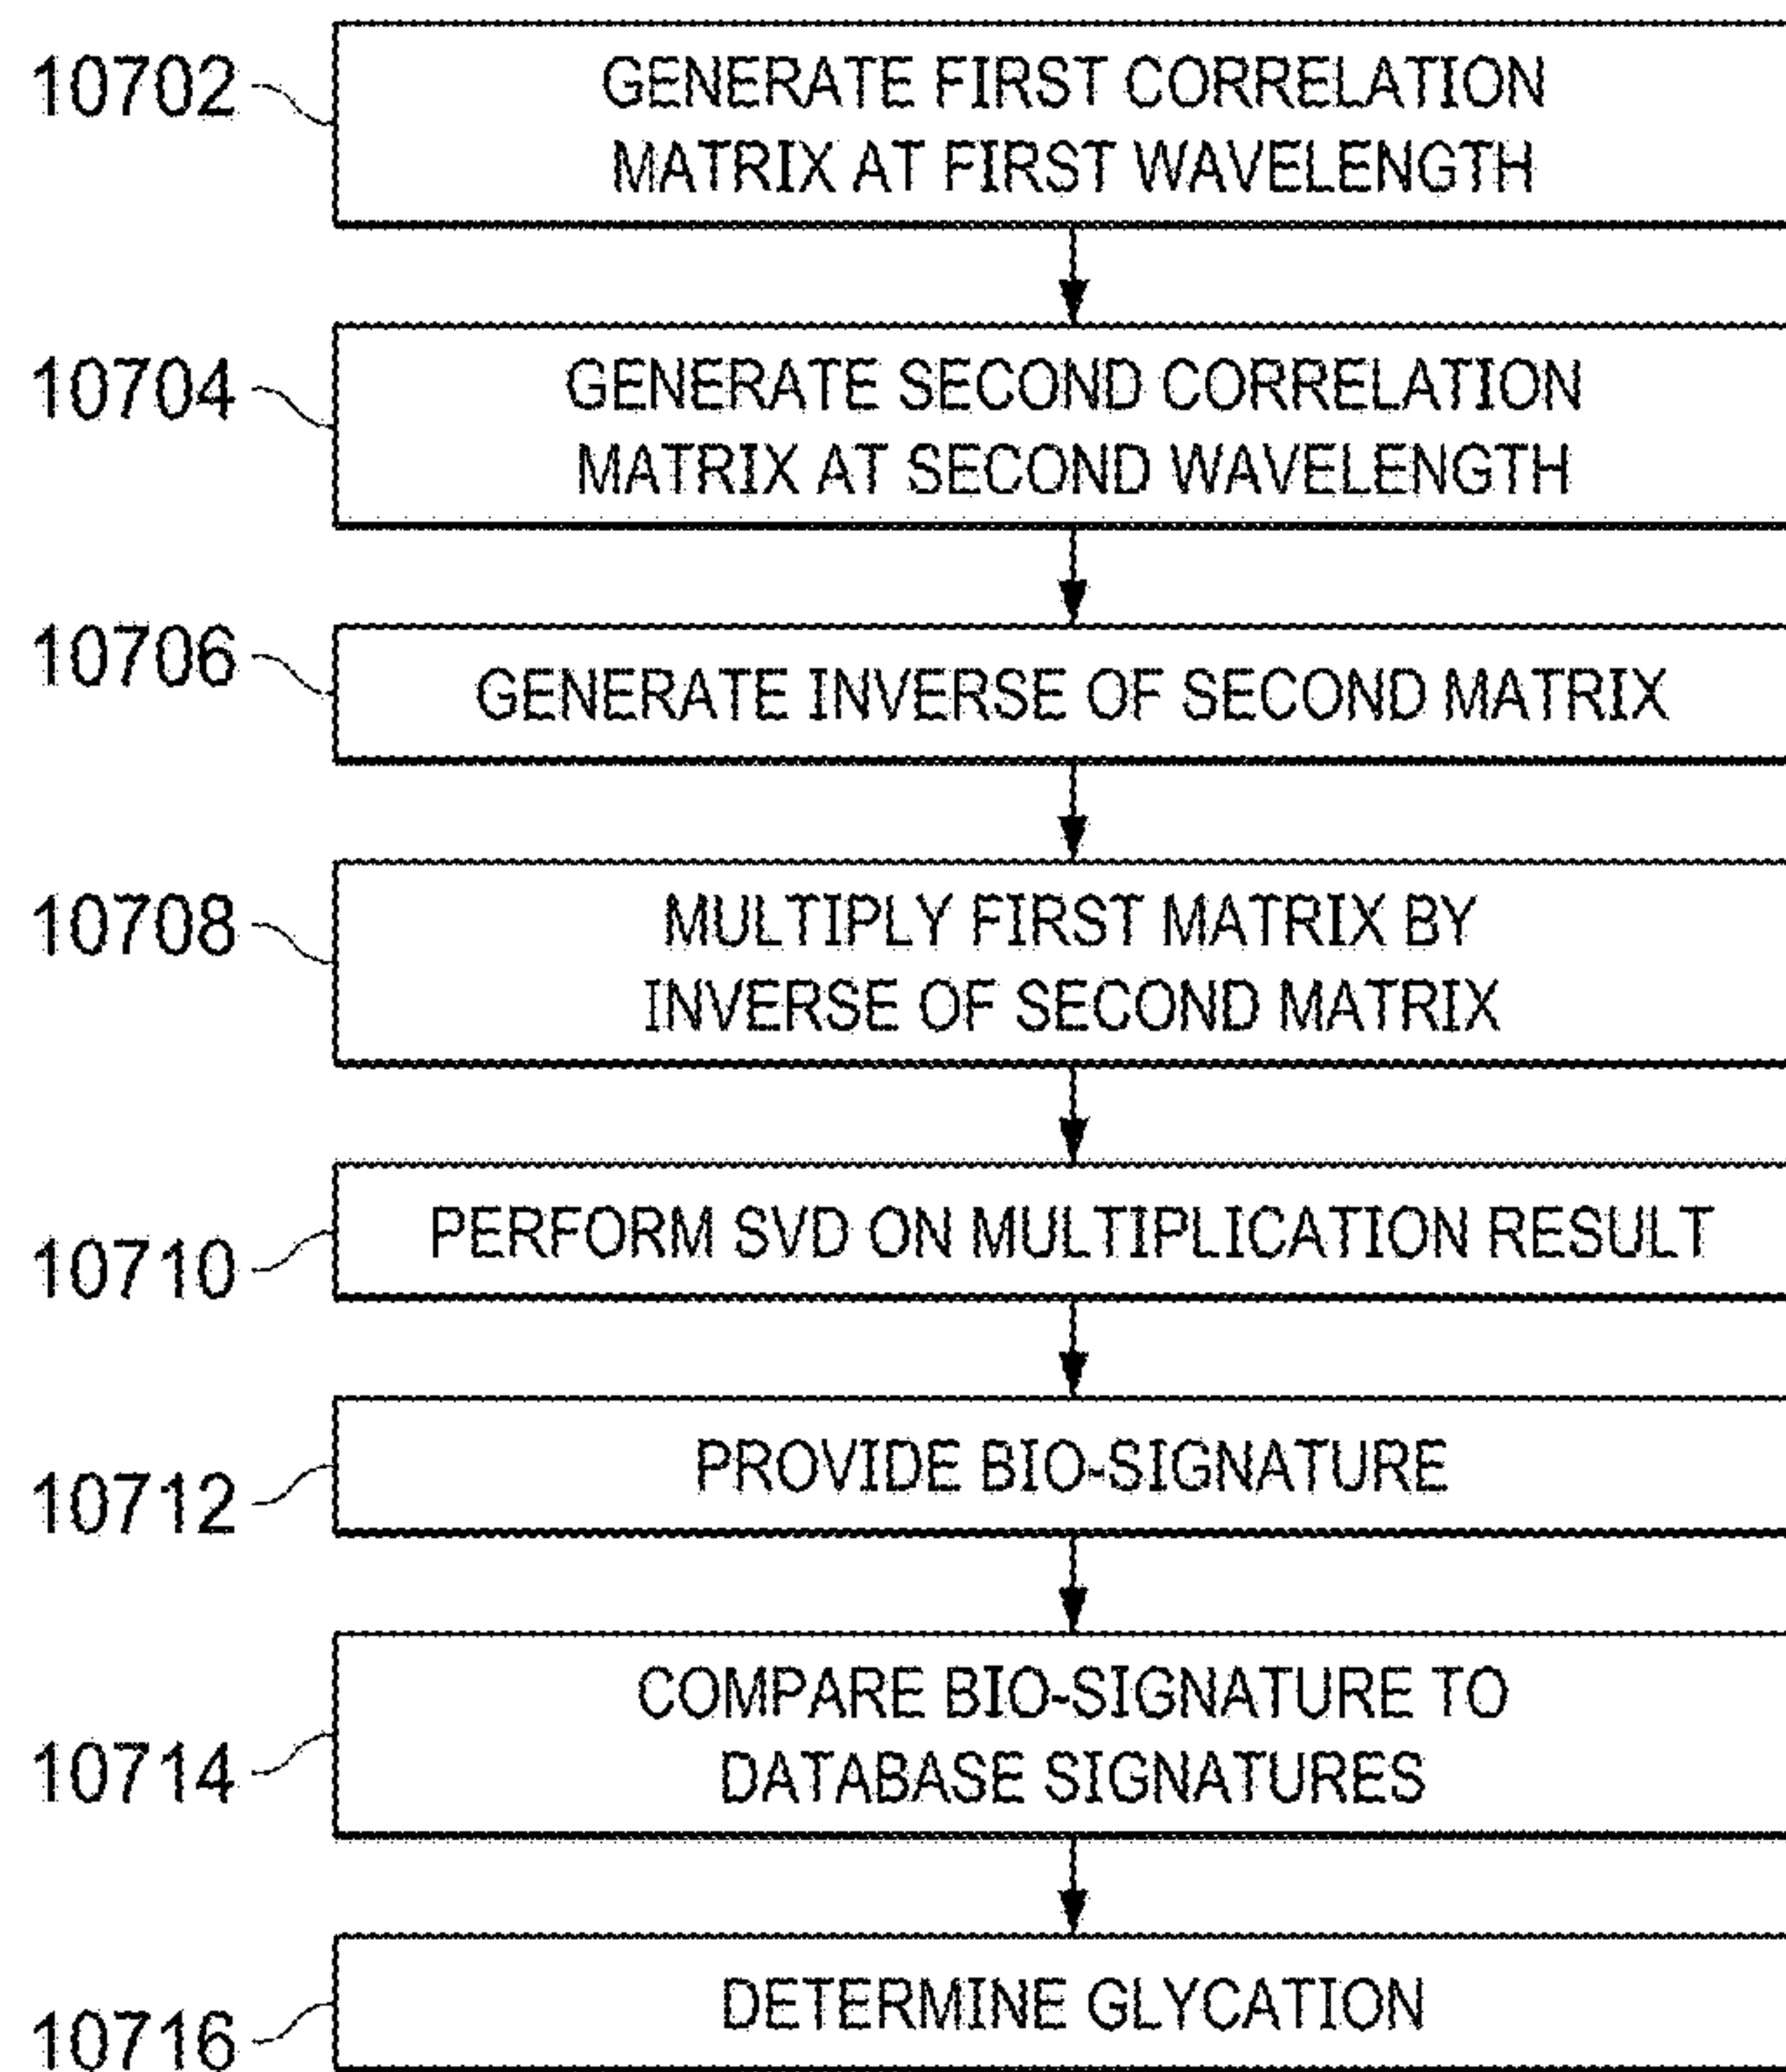 10702
GENERATE FIRST CORRELATION
MATRIX AT FIRST WAVELENGTH
10704
GENERATE SECOND CORRELATION
MATRIX AT SECOND WAVELENGTH
10706
GENERATE INVERSE OF SECOND MATRIX
10708
MULTIPLY FIRST MATRIX BY
INVERSE OF SECOND MATRIX
10710
PERFORM SVD ON MULTIPLICATION RESULT
10712
PROVIDE BIO-SIGNATURE
10714
COMPARE BIO-SIGNATURE TO
DATABASE SIGNATURES
10716
DETERMINE GLYCATION